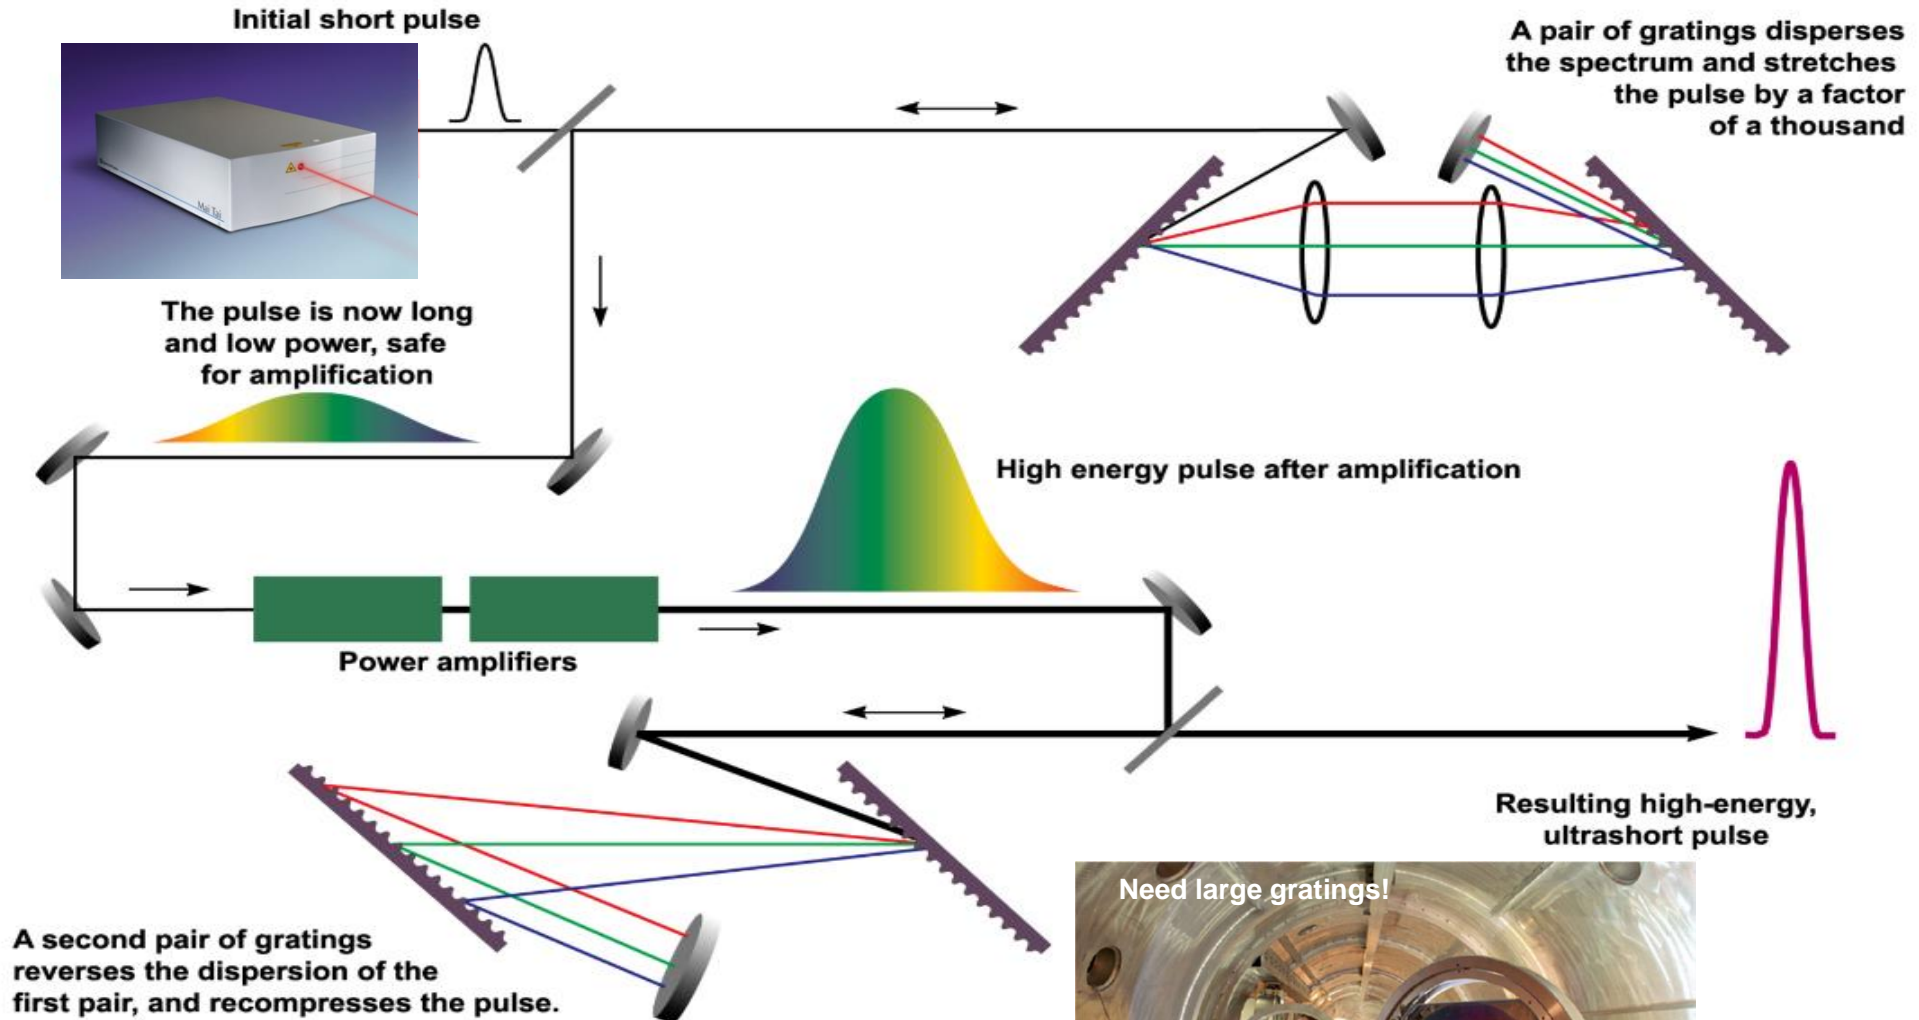 Initial short pulse
A pair of gratings disperses
the spectrum and stretches
the pulse by a factor
of a thousand
Mai Tai
The pulse is now long
and low power, safe
for amplification
High energy pulse after amplification
Power amplifiers
Resulting high-energy,
ultrashort pulse
Need large gratings!
A second pair of gratings
reverses the dispersion of the
first pair, and recompresses the pulse.